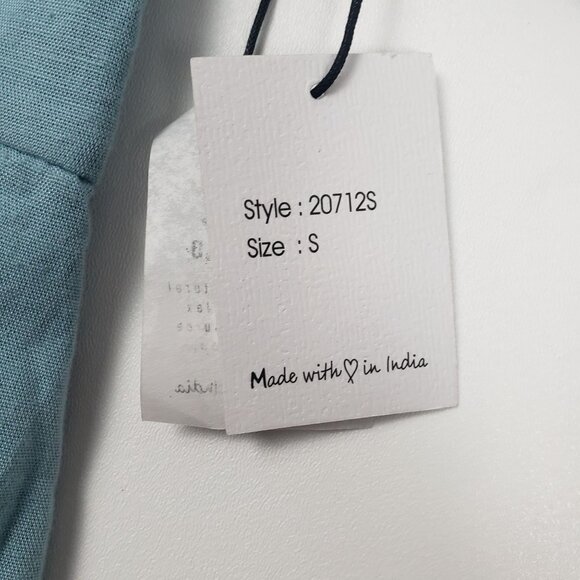 Style : 20712S
Size : S
Made with♡in India